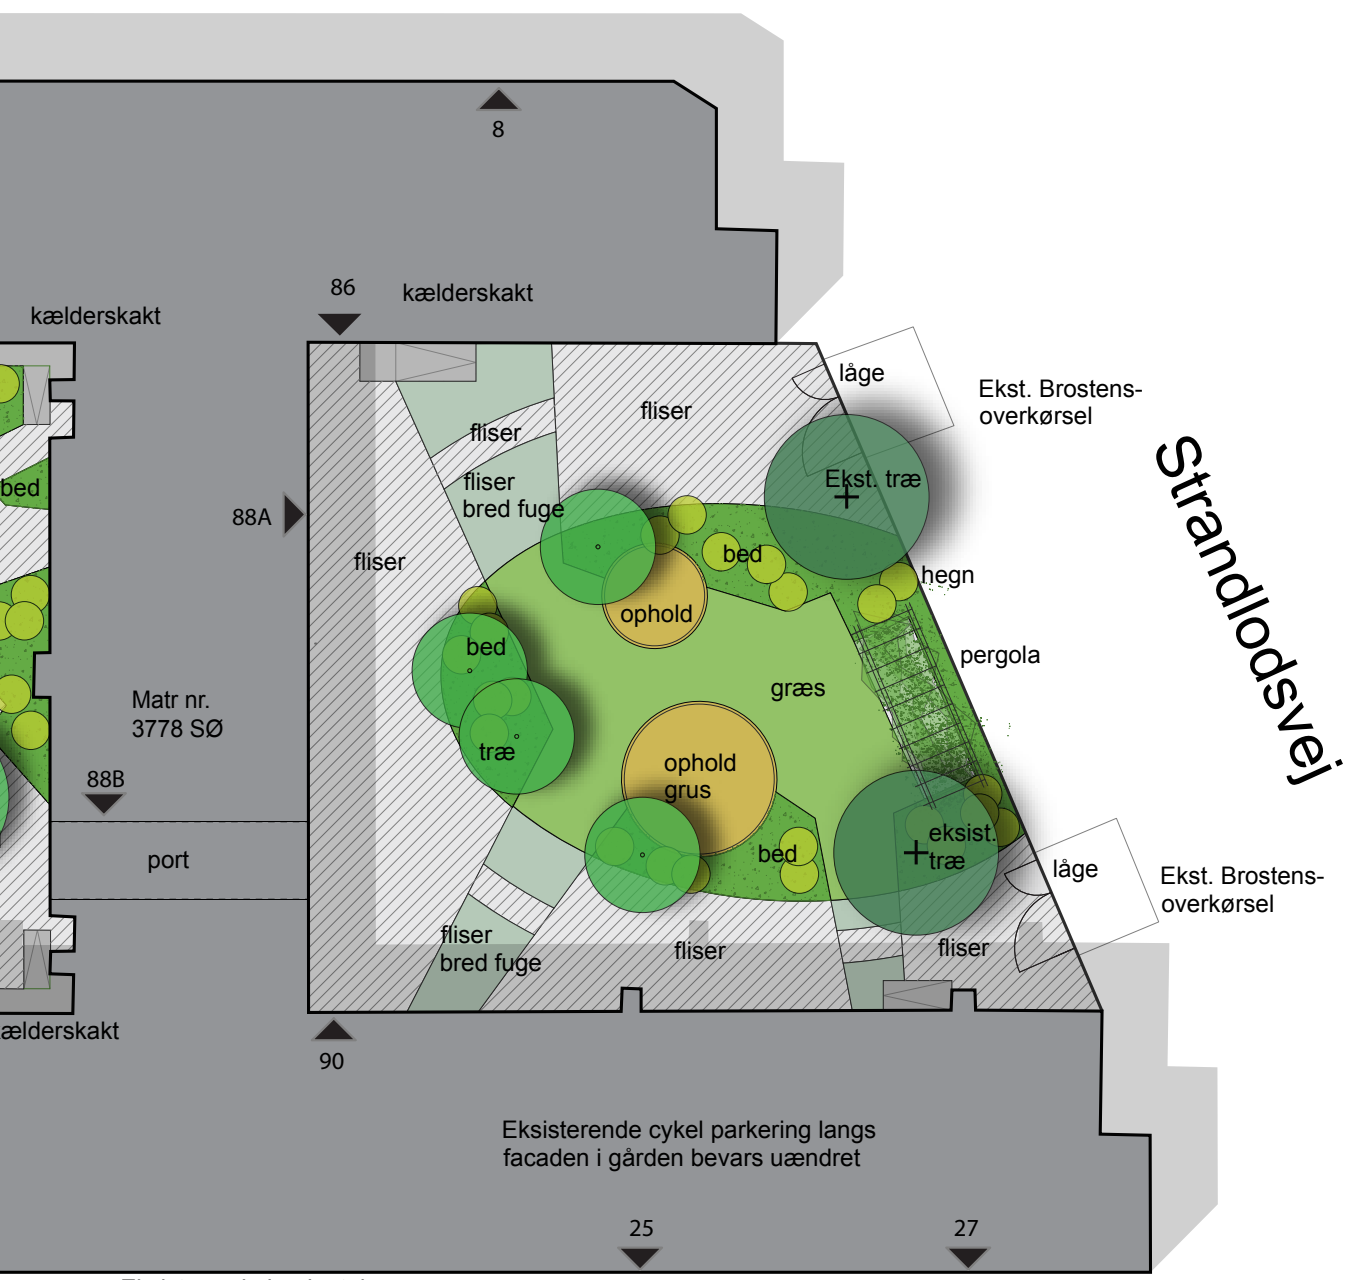 8
86
kælderskakt
kælderskakt
låge
Ekst. Brostens-
overkørsel
fliser
fliser
fliser
bred fuge
Ekst. træ
bed
88A
fliser
bed
hegn
ophold
bed
pergola
græs
Strandlodsvej
Matr nr.
3778 SØ
træ
ophold
grus
88B
port
bed
eksist.
træ
låge
Ekst. Brostens-
overkørsel
fliser
bred fuge
fliser
fliser
ælderskakt
90
Eksisterende cykel parkering langs
facaden i gården bevars uændret
25
27